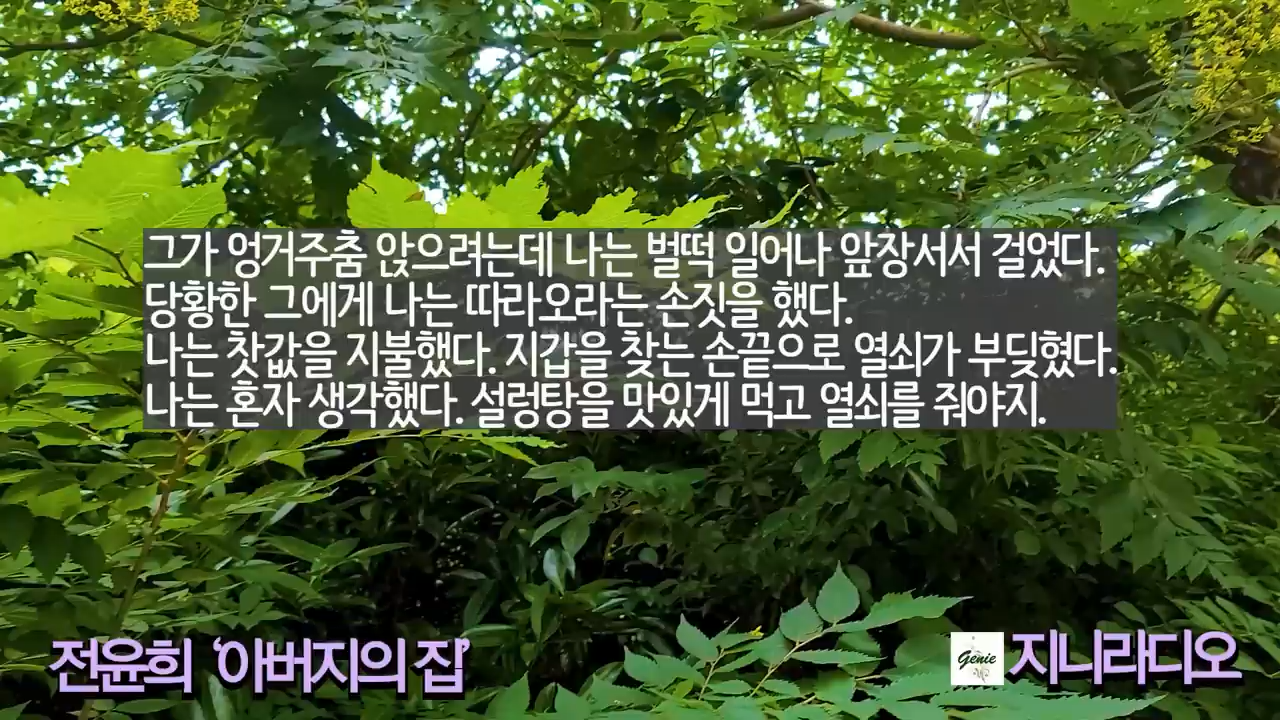 그가 엉거주춤 앉으려는데 나는 벌떡 일어나 앞장서서 걸었다.
당황한 그에게 나는 따라오라는 손짓을 했다.
나는 찻값을 지불했다. 지갑을 찾는 손끝으로 열쇠가 부딪혔다.
나는 혼자 생각했다. 설렁탕을 맛있게 먹고 열쇠를 줘야지.
전윤희 '아버지의 집'
Genie 지니라디오